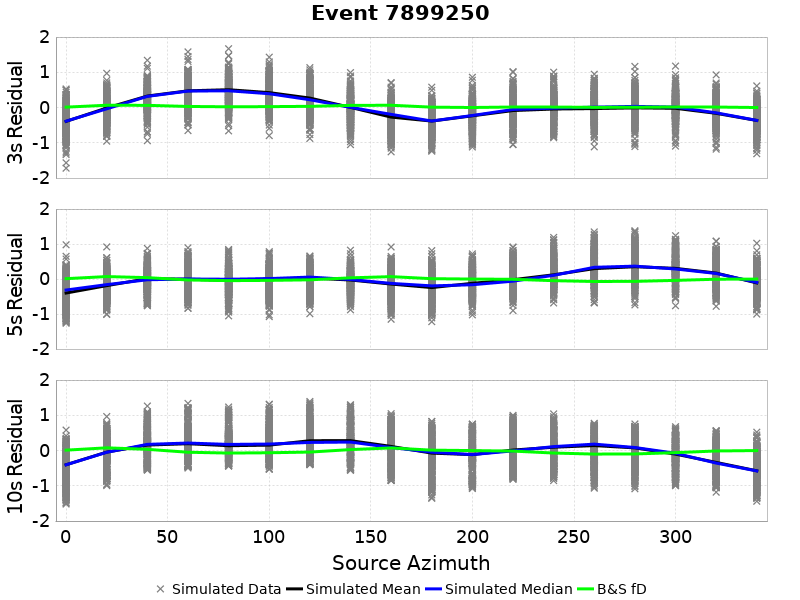 Event 7899250
3s Residual
2
1
0
-1
-2
5s Residual
2
1
0
-1
-2
10s Residual
2
1
0
-1
-2
0 50 100 150 200 250 300
Source Azimuth
Simulated Data Simulated Mean Simulated Median B&S fD